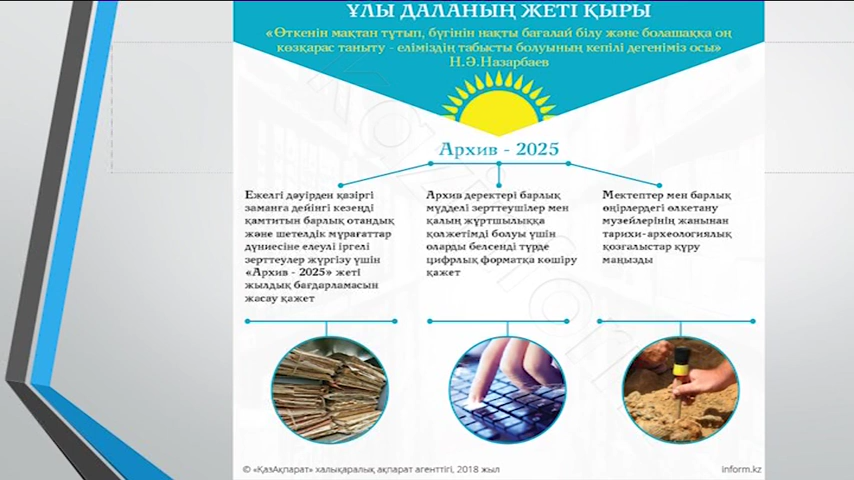 ҰЛЫ ДАЛАНЫҢ ЖЕТІ ҚЫРЫ
«Өткенін мақтан тұтып, бүгінін нақты бағалай білу және болашаққа оң
көзқарас таныту - еліміздің табысты болуының кепілі дегеніміз осы»
Н.Ә.Назарбаев
Архив - 2025
Ежелгі дәуірден қазіргі
заманға дейінгі кезеңді
қамтитын барлық отандық
және шетелдік мұрағаттар
дүниесіне елеулі іргелі
зерттеулер жүргізу үшін
«Архив - 2025» жеті
жылдық бағдарламасын
жасау қажет
Архив деректері барлық
мүдделі зерттеушілер мен
қалың жұртшылыққа
қолжетімді болуы үшін
оларды белсенді түрде
цифрлық форматқа көшіру
қажет
Мектептер мен барлық
өңірлердегі өлкетану
музейлерінің жанынан
тарихи-археологиялық
қозғалыстар құру
маңызды
© «ҚазАқпарат» халықаралық ақпарат агенттігі, 2018 жыл
inform.kz